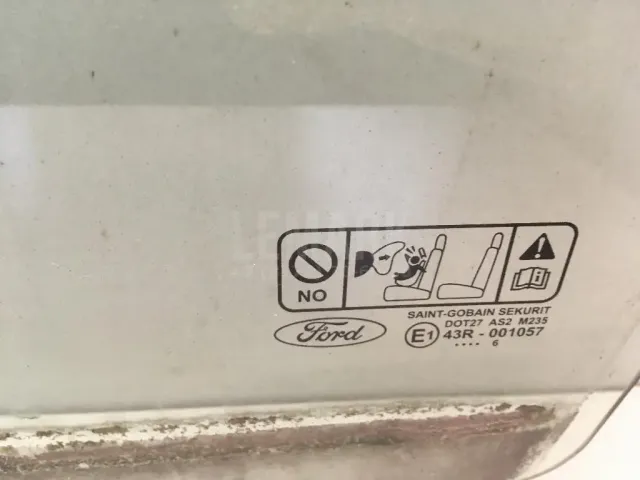 NO
SAINT-GOBAIN SEKURIT
Ford
DOT27 AS2 M235
E1 43R - 001057
.... 6